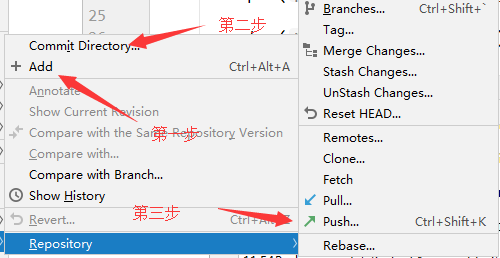 25
26
第二步
Commit Directory...
Add Ctrl+Alt+A
Annotate
Show Current Revision
Compare with the Same Repository Version
第一步
Compare with...
Compare with Branch...
Show History
第三步
Revert...
Repository
Branches... Ctrl+Shift+`
Tag...
Merge Changes...
Stash Changes...
UnStash Changes...
Reset HEAD...
Remotes...
Clone...
Fetch
Pull...
Push... Ctrl+Shift+K
Rebase...